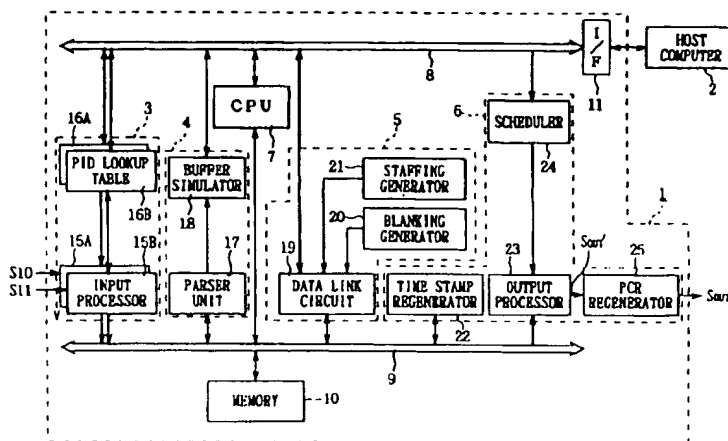 I
/
F
HOST
COMPUTER
8
11
2
CPU
7
16A
3
4
5
6
PID LOOKUP
TABLE
16B
BUFFER
SIMULATOR
18
21
STAFFING
GENERATOR
20
BLANKING
GENERATOR
SCHEDULER
24
1
15A
15B
17
19
23
Sout'
25
S10
S11
INPUT
PROCESSOR
PARSER
UNIT
DATA LINK
CIRCUIT
TIME STAMP
REGENERATOR
22
OUTPUT
PROCESSOR
PCR
REGENERATOR
Sout
9
MEMORY
10